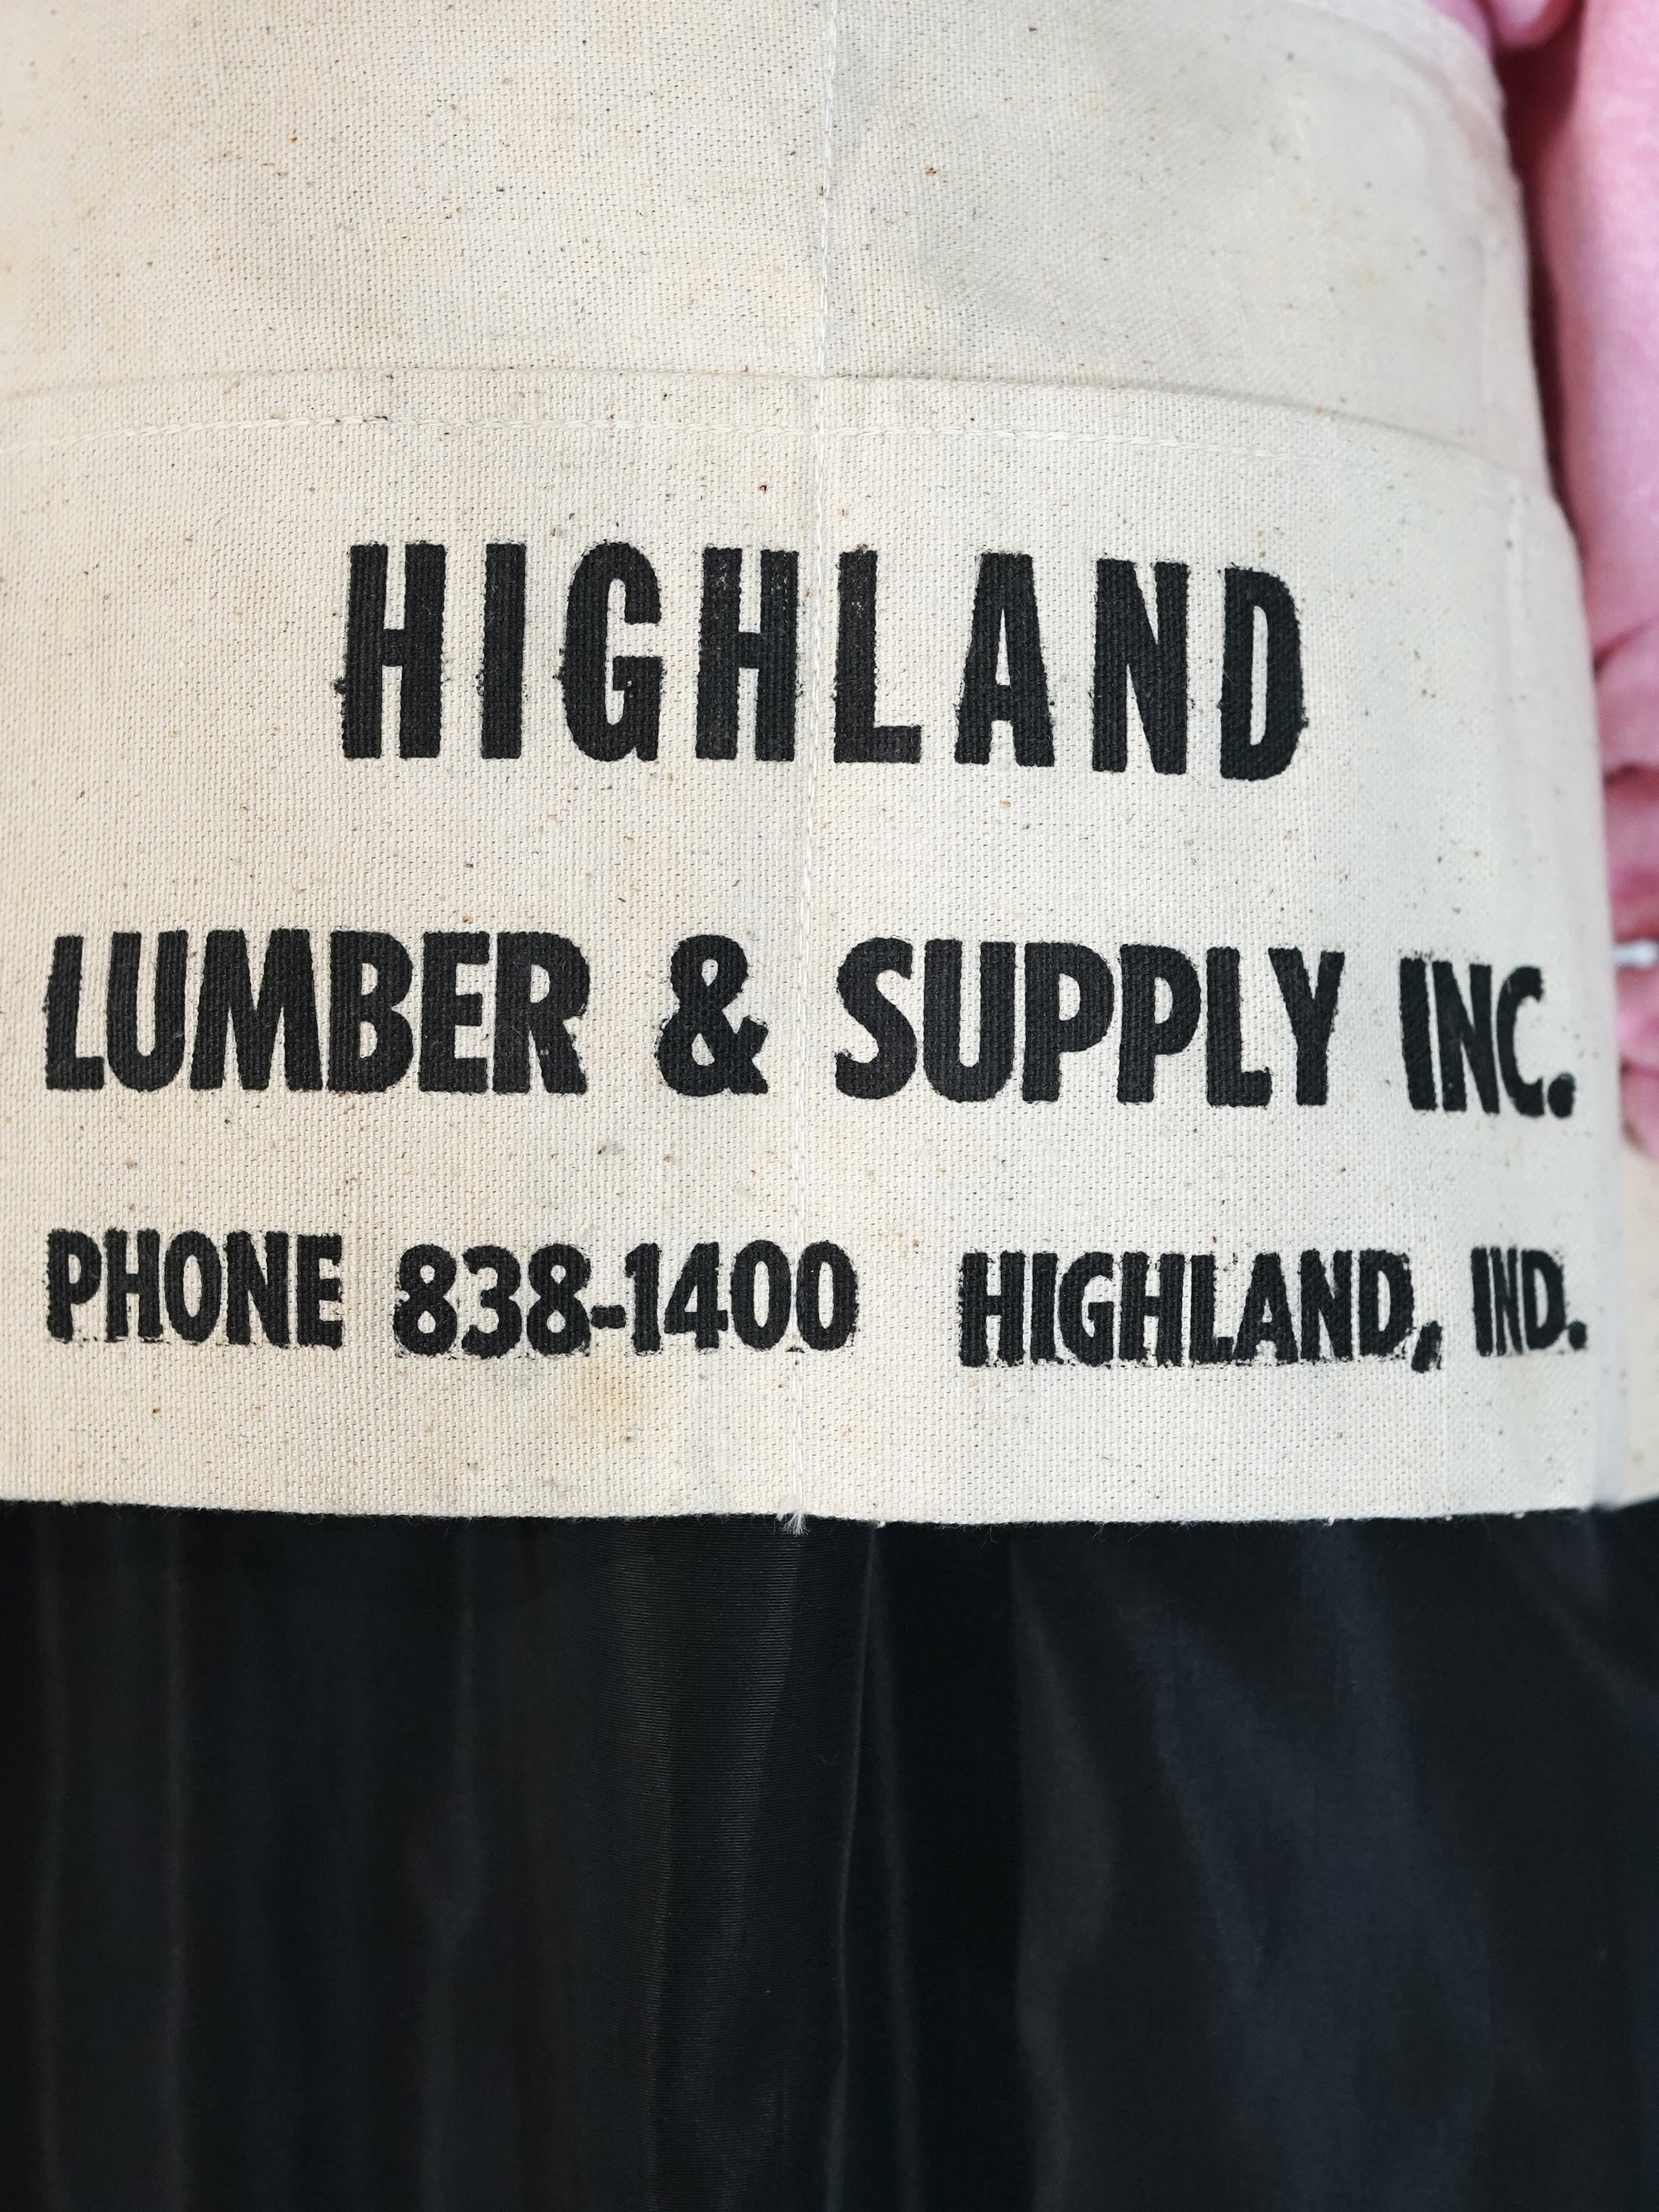 HIGHLAND
LUMBER & SUPPLY INC.
PHONE 838-1400 HIGHLAND, IND.